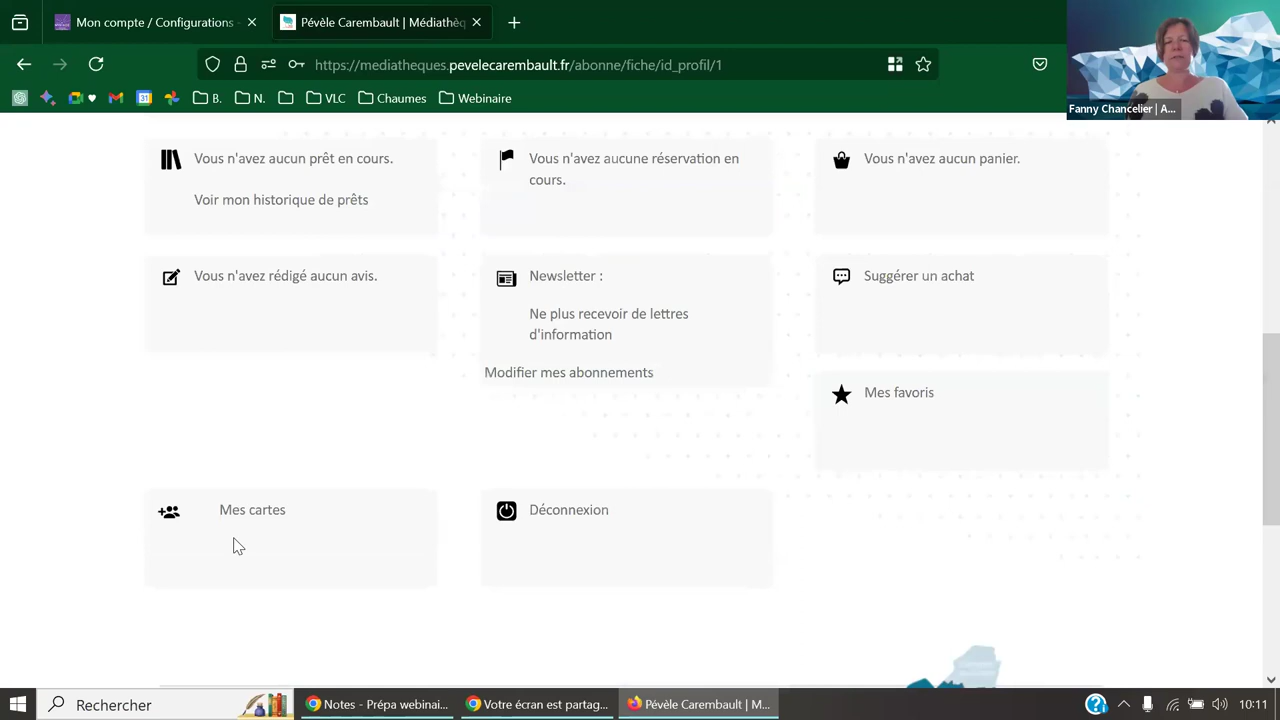 Mon compte / Configurations -
Pévèle Carembault | Médiathèq
https://mediatheques.pevelecarembault.fr/abonne/fiche/id_profil/1
B.
N.
VLC
Chaumes
Webinaire
Fanny Chancelier | A...
Vous n'avez aucun prêt en cours.
Voir mon historique de prêts
Vous n'avez aucune réservation en
cours.
Vous n'avez aucun panier.
Vous n'avez rédigé aucun avis.
Newsletter :
Ne plus recevoir de lettres
d'information
Modifier mes abonnements
Suggérer un achat
Mes favoris
Mes cartes
Déconnexion
Rechercher
Notes - Prépa webinai...
Votre écran est partag...
Pévèle Carembault | M...
10:11